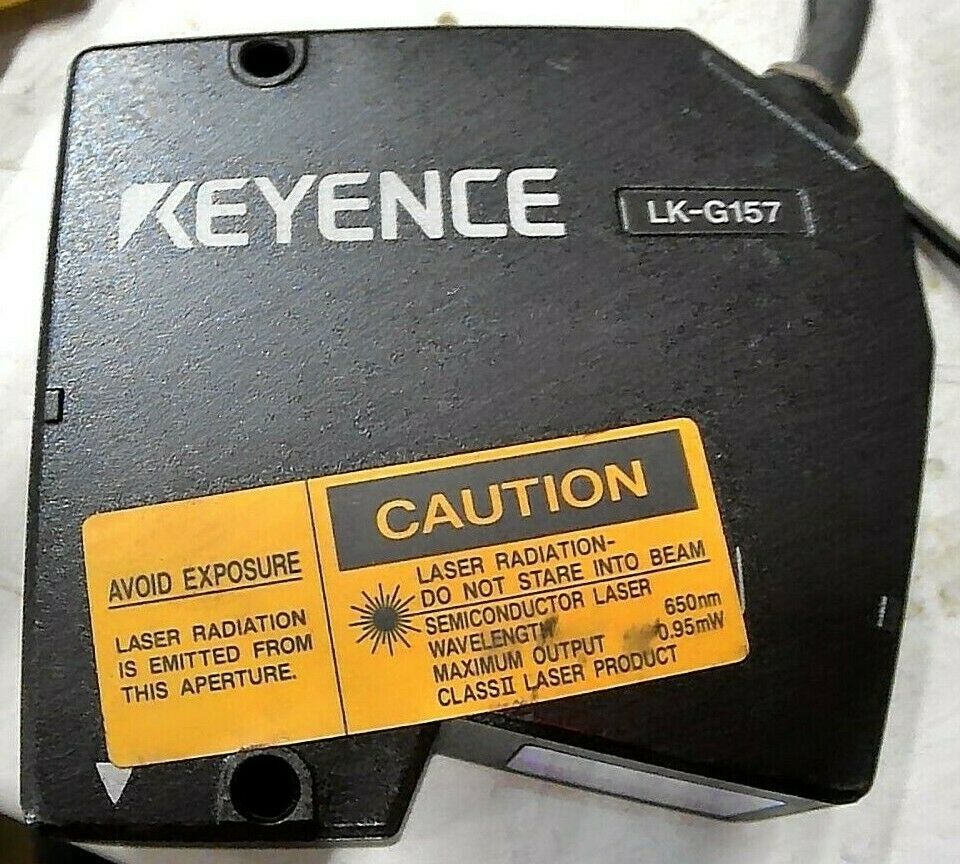 KEYENCE
LK-G157
AVOID EXPOSURE
LASER RADIATION
IS EMITTED FROM
THIS APERTURE.
CAUTION
LASER RADIATION-
DO NOT STARE INTO BEAM
SEMICONDUCTOR LASER
WAVELENGTH 650nm
MAXIMUM OUTPUT 0.95mW
CLASSII LASER PRODUCT